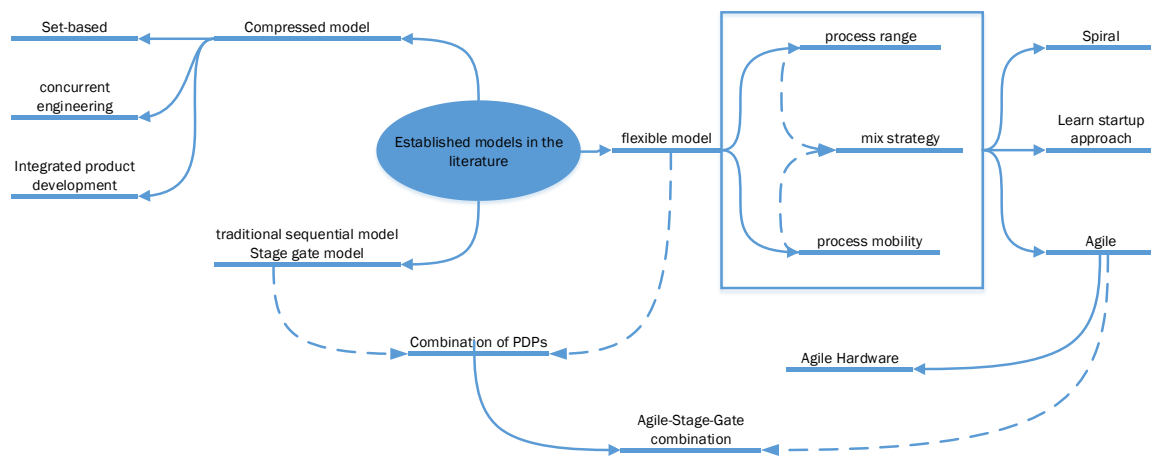 Set-based
Compressed model
process range
Spiral
concurrent
engineering
Established models in the
literature
flexible model
mix strategy
Learn startup
approach
Integrated product
development
traditional sequential model
Stage gate model
process mobility
Agile
Combination of PDPs
Agile Hardware
Agile-Stage-Gate
combination